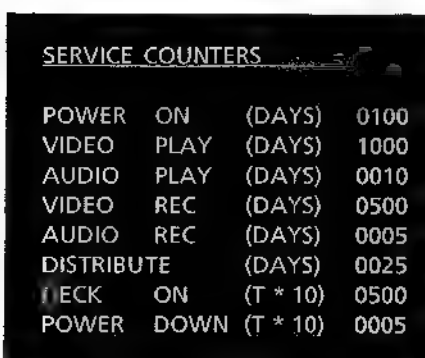 SERVICE COUNTERS
POWER ON (DAYS) 0100
VIDEO PLAY (DAYS) 1000
AUDIO PLAY (DAYS) 0010
VIDEO REC (DAYS) 0500
AUDIO REC (DAYS) 0005
DISTRIBUTE (DAYS) 0025
DECK ON (T * 10) 0500
POWER DOWN (T * 10) 0005